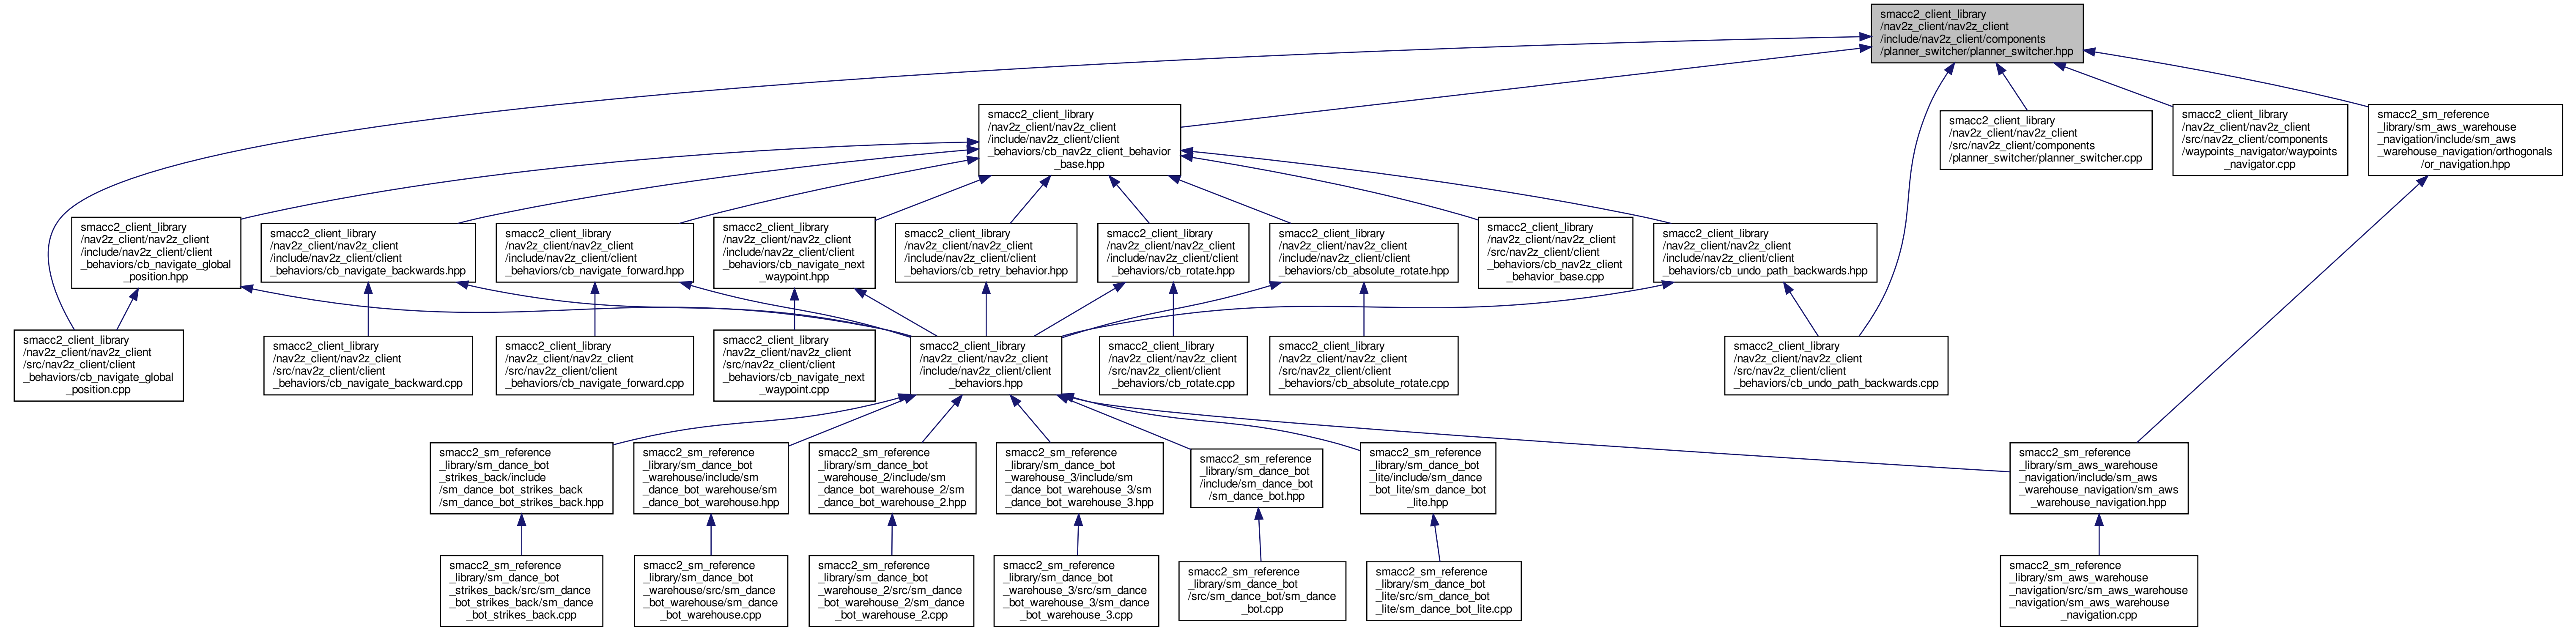 smacc2_client_library
/nav2z_client/nav2z_client
/include/nav2z_client/components
/planner_switcher/planner_switcher.hpp
smacc2_client_library
/nav2z_client/nav2z_client
/include/nav2z_client/client
_behaviors/cb_nav2z_client_behavior
_base.hpp
smacc2_client_library
/nav2z_client/nav2z_client
/src/nav2z_client/components
/planner_switcher/planner_switcher.cpp
smacc2_client_library
/nav2z_client/nav2z_client
/src/nav2z_client/components
/waypoints_navigator/waypoints
_navigator.cpp
smacc2_sm_reference
_library/sm_aws_warehouse
_navigation/include/sm_aws
_warehouse_navigation/orthogonals
/or_navigation.hpp
smacc2_client_library
/nav2z_client/nav2z_client
/include/nav2z_client/client
_behaviors/cb_navigate_global
_position.hpp
smacc2_client_library
/nav2z_client/nav2z_client
/include/nav2z_client/client
_behaviors/cb_navigate_backwards.hpp
smacc2_client_library
/nav2z_client/nav2z_client
/include/nav2z_client/client
_behaviors/cb_navigate_forward.hpp
smacc2_client_library
/nav2z_client/nav2z_client
/include/nav2z_client/client
_behaviors/cb_navigate_next
_waypoint.hpp
smacc2_client_library
/nav2z_client/nav2z_client
/include/nav2z_client/client
_behaviors/cb_retry_behavior.hpp
smacc2_client_library
/nav2z_client/nav2z_client
/include/nav2z_client/client
_behaviors/cb_rotate.hpp
smacc2_client_library
/nav2z_client/nav2z_client
/include/nav2z_client/client
_behaviors/cb_absolute_rotate.hpp
smacc2_client_library
/nav2z_client/nav2z_client
/src/nav2z_client/client
_behaviors/cb_nav2z_client
_behavior_base.cpp
smacc2_client_library
/nav2z_client/nav2z_client
/include/nav2z_client/client
_behaviors/cb_undo_path_backwards.hpp
smacc2_client_library
/nav2z_client/nav2z_client
/src/nav2z_client/client
_behaviors/cb_navigate_global
_position.cpp
smacc2_client_library
/nav2z_client/nav2z_client
/src/nav2z_client/client
_behaviors/cb_navigate_backward.cpp
smacc2_client_library
/nav2z_client/nav2z_client
/src/nav2z_client/client
_behaviors/cb_navigate_forward.cpp
smacc2_client_library
/nav2z_client/nav2z_client
/src/nav2z_client/client
_behaviors/cb_navigate_next
_waypoint.cpp
smacc2_client_library
/nav2z_client/nav2z_client
/include/nav2z_client/client
_behaviors.hpp
smacc2_client_library
/nav2z_client/nav2z_client
/src/nav2z_client/client
_behaviors/cb_rotate.cpp
smacc2_client_library
/nav2z_client/nav2z_client
/src/nav2z_client/client
_behaviors/cb_absolute_rotate.cpp
smacc2_client_library
/nav2z_client/nav2z_client
/src/nav2z_client/client
_behaviors/cb_undo_path_backwards.cpp
smacc2_sm_reference
_library/sm_dance_bot
_strikes_back/include
/sm_dance_bot_strikes_back
/sm_dance_bot_strikes_back.hpp
smacc2_sm_reference
_library/sm_dance_bot
_warehouse/include/sm
_dance_bot_warehouse/sm
_dance_bot_warehouse.hpp
smacc2_sm_reference
_library/sm_dance_bot
_warehouse_2/include/sm
_dance_bot_warehouse_2/sm
_dance_bot_warehouse_2.hpp
smacc2_sm_reference
_library/sm_dance_bot
_warehouse_3/include/sm
_dance_bot_warehouse_3/sm
_dance_bot_warehouse_3.hpp
smacc2_sm_reference
_library/sm_dance_bot
/include/sm_dance_bot
/sm_dance_bot.hpp
smacc2_sm_reference
_library/sm_dance_bot
_lite/include/sm_dance
_bot_lite/sm_dance_bot
_lite.hpp
smacc2_sm_reference
_library/sm_aws_warehouse
_navigation/include/sm_aws
_warehouse_navigation/sm_aws
_warehouse_navigation.hpp
smacc2_sm_reference
_library/sm_dance_bot
_strikes_back/src/sm_dance
_bot_strikes_back/sm_dance
_bot_strikes_back.cpp
smacc2_sm_reference
_library/sm_dance_bot
_warehouse/src/sm_dance
_bot_warehouse/sm_dance
_bot_warehouse.cpp
smacc2_sm_reference
_library/sm_dance_bot
_warehouse_2/src/sm_dance
_bot_warehouse_2/sm_dance
_bot_warehouse_2.cpp
smacc2_sm_reference
_library/sm_dance_bot
_warehouse_3/src/sm_dance
_bot_warehouse_3/sm_dance
_bot_warehouse_3.cpp
smacc2_sm_reference
_library/sm_dance_bot
/src/sm_dance_bot/sm_dance
_bot.cpp
smacc2_sm_reference
_library/sm_dance_bot
_lite/src/sm_dance_bot
_lite/sm_dance_bot_lite.cpp
smacc2_sm_reference
_library/sm_aws_warehouse
_navigation/src/sm_aws_warehouse
_navigation/sm_aws_warehouse
_navigation.cpp